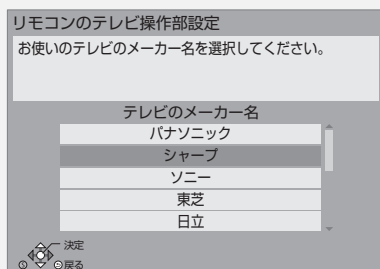 リモコンのテレビ操作部設定
お使いのテレビのメーカー名を選択してください。
テレビのメーカー名
パナソニック
シャープ
ソニー
東芝
日立
決定
戻る